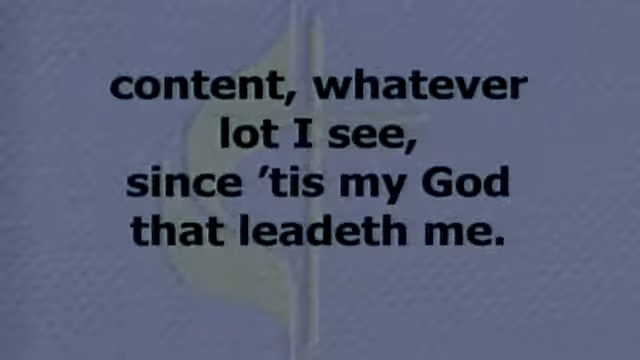 content, whatever
lot I see,
since ’tis my God
that leadeth me.